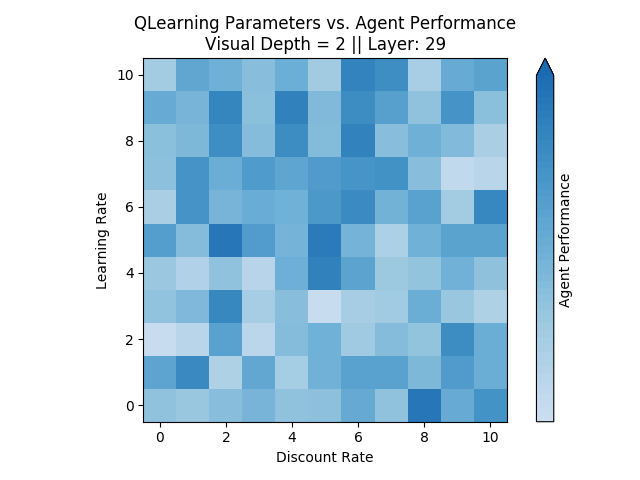 QLearning Parameters vs. Agent Performance
Visual Depth = 2 || Layer: 29
10
8
6
4
2
0
Learning Rate
0 2 4 6 8 10
Discount Rate
Agent Performance